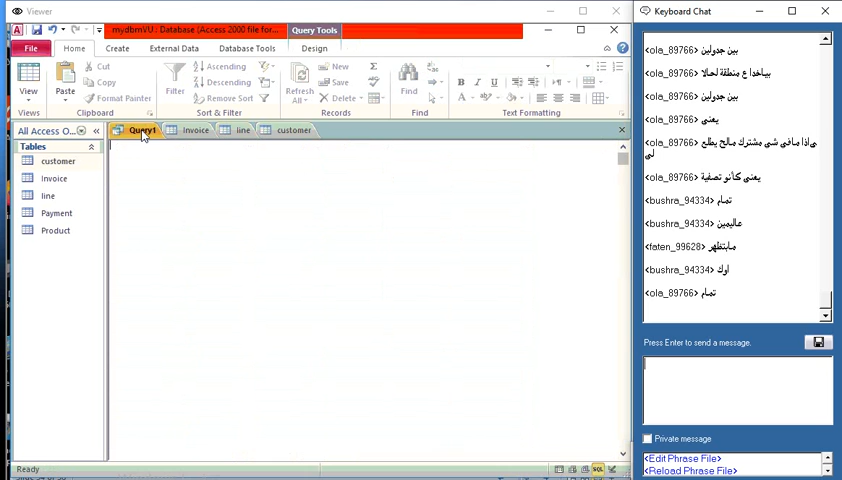 Viewer
Keyboard Chat
mydbmVU : Database (Access 2000 file for...
Query Tools
File
Home
Create
External Data
Database Tools
Design
View
Views
Paste
Cut
Copy
Format Painter
Clipboard
Filter
Ascending
Descending
Remove Sort
Sort & Filter
Refresh All
New
Save
Delete
Records
Find
Find
Text Formatting
All Access O...
Query1
Invoice
line
customer
Tables
customer
Invoice
line
Payment
Product
Ready
SQL
<ola_89766> بين جدولين
<ola_89766> بياخدا ع منطقة لحالا
<ola_89766> بين جدولين
<ola_89766> يعني
<ola_89766> اذا مافي شي مشترك مالح يطلع
لي
<ola_89766> يعني كانو تصفية
<bushra_94334> تمام
<bushra_94334> عاليمين
<faten_99628> مابتظهر
<bushra_94334> اوك
<ola_89766> تمام
Press Enter to send a message.
Private message
<Edit Phrase File>
<Reload Phrase File>